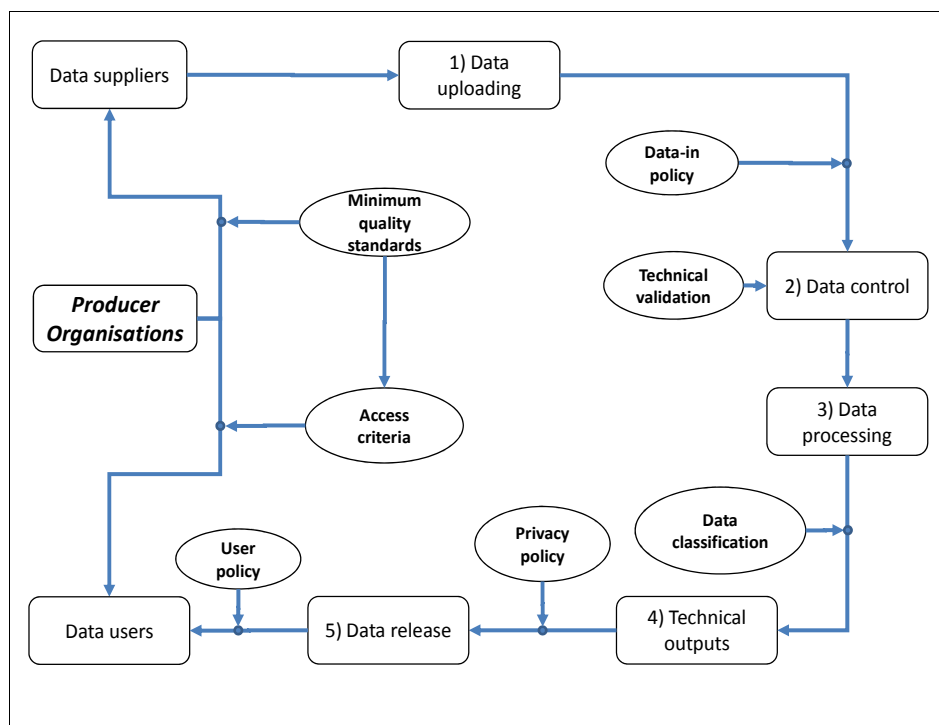 Data suppliers
1) Data
uploading
Data-in
policy
Minimum
quality
standards
Technical
validation
2) Data control
Producer
Organisations
Access
criteria
3) Data
processing
Data
classification
Privacy
policy
User
policy
Data users
5) Data release
4) Technical
outputs